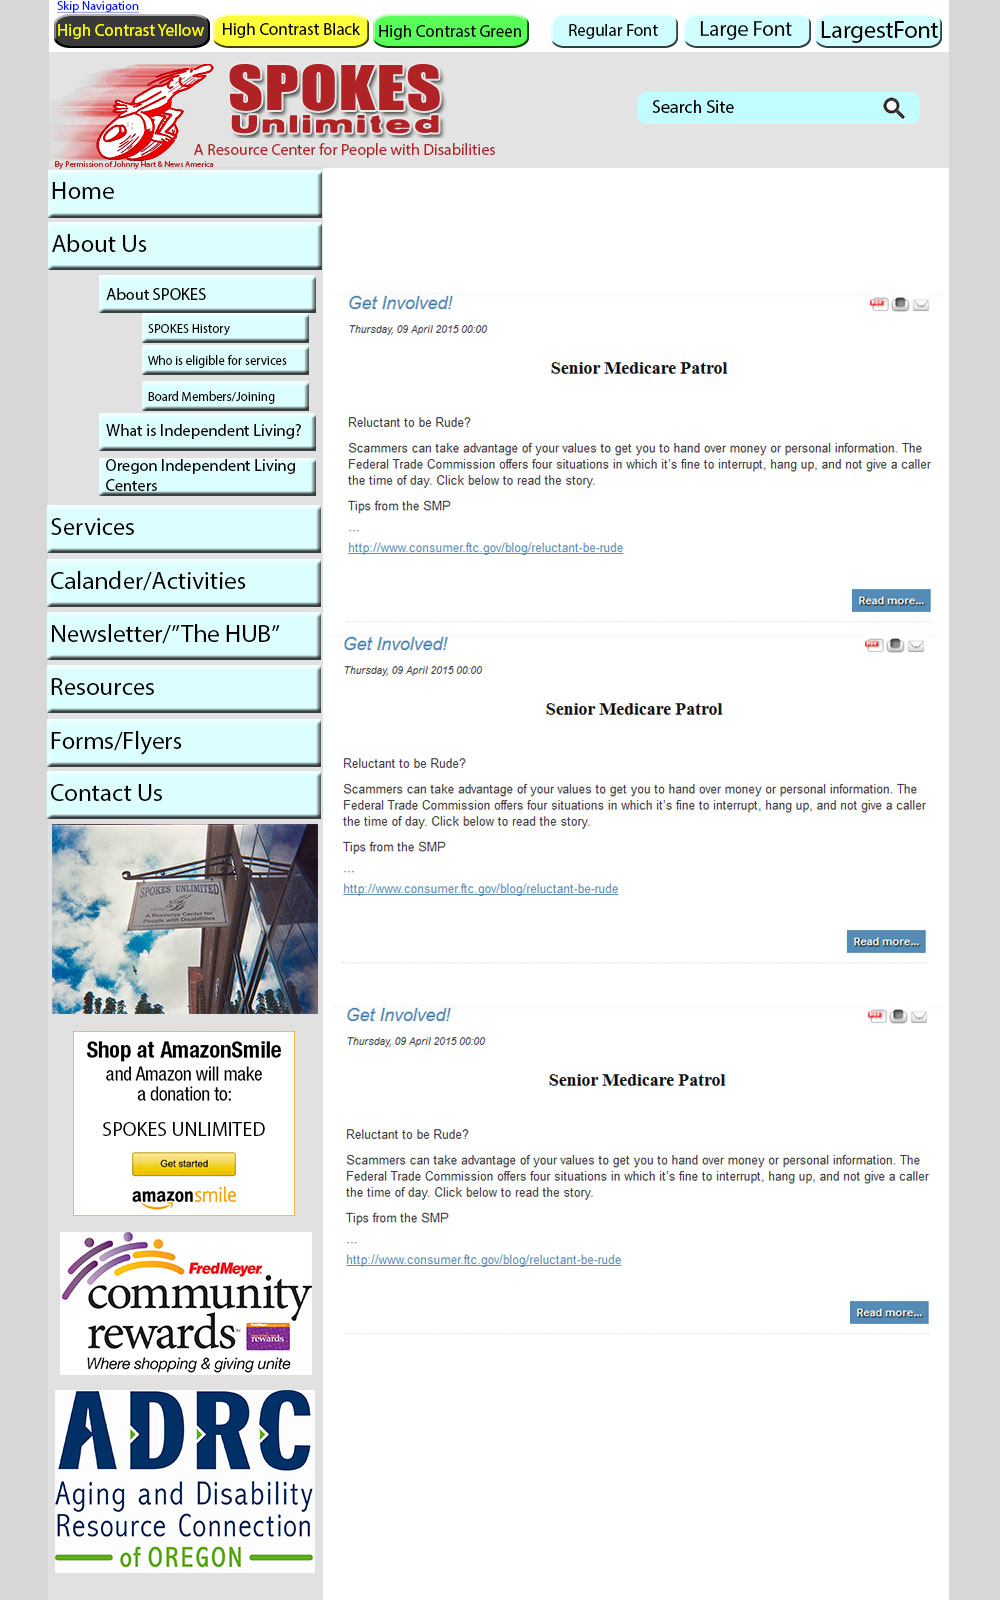 Skip Navigation
High Contrast Yellow
High Contrast Black
High Contrast Green
Regular Font
Large Font
LargestFont
SPOKES
Unlimited
A Resource Center for People with Disabilities
By Permission of Johnny Hart & News America
Search Site
Home
About Us
About SPOKES
SPOKES History
Who is eligible for services
Board Members/Joining
What is Independent Living?
Oregon Independent Living
Centers
Services
Calander/Activities
Newsletter/”The HUB”
Resources
Forms/Flyers
Contact Us
SPOKES UNLIMITED
A Resource Center for
People with Disabilities
Shop at AmazonSmile
and Amazon will make
a donation to:
SPOKES UNLIMITED
Get started
amazonsmile
FredMeyer
community
rewards
rewards
Where shopping & giving unite
ADRC
Aging and Disability
Resource Connection
of OREGON
Get Involved!
PDF
Thursday, 09 April 2015 00:00
Senior Medicare Patrol
Reluctant to be Rude?
Scammers can take advantage of your values to get you to hand over money or personal information. The
Federal Trade Commission offers four situations in which it's fine to interrupt, hang up, and not give a caller
the time of day. Click below to read the story.
Tips from the SMP
...
http://www.consumer.ftc.gov/blog/reluctant-be-rude
Read more...
Get Involved!
PDF
Thursday, 09 April 2015 00:00
Senior Medicare Patrol
Reluctant to be Rude?
Scammers can take advantage of your values to get you to hand over money or personal information. The
Federal Trade Commission offers four situations in which it's fine to interrupt, hang up, and not give a caller
the time of day. Click below to read the story.
Tips from the SMP
...
http://www.consumer.ftc.gov/blog/reluctant-be-rude
Read more...
Get Involved!
PDF
Thursday, 09 April 2015 00:00
Senior Medicare Patrol
Reluctant to be Rude?
Scammers can take advantage of your values to get you to hand over money or personal information. The
Federal Trade Commission offers four situations in which it's fine to interrupt, hang up, and not give a caller
the time of day. Click below to read the story.
Tips from the SMP
...
http://www.consumer.ftc.gov/blog/reluctant-be-rude
Read more...